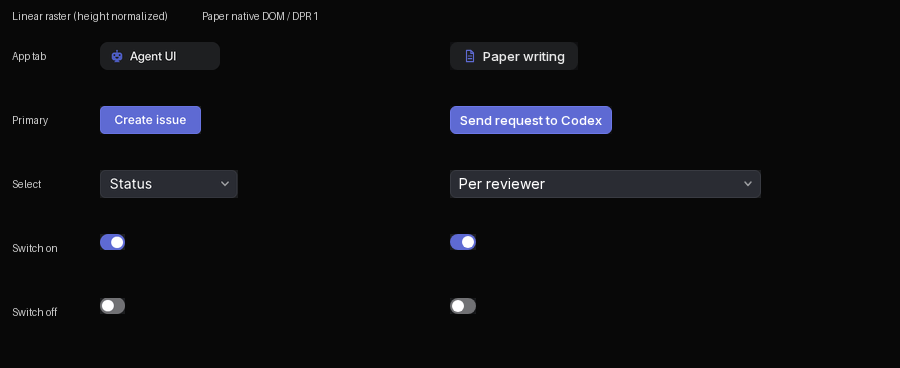 Linear raster (height normalized) Paper native DOM / DPR 1
App tab Agent UI Paper writing
Primary Create issue Send request to Codex
Select Status Per reviewer
Switch on
Switch off